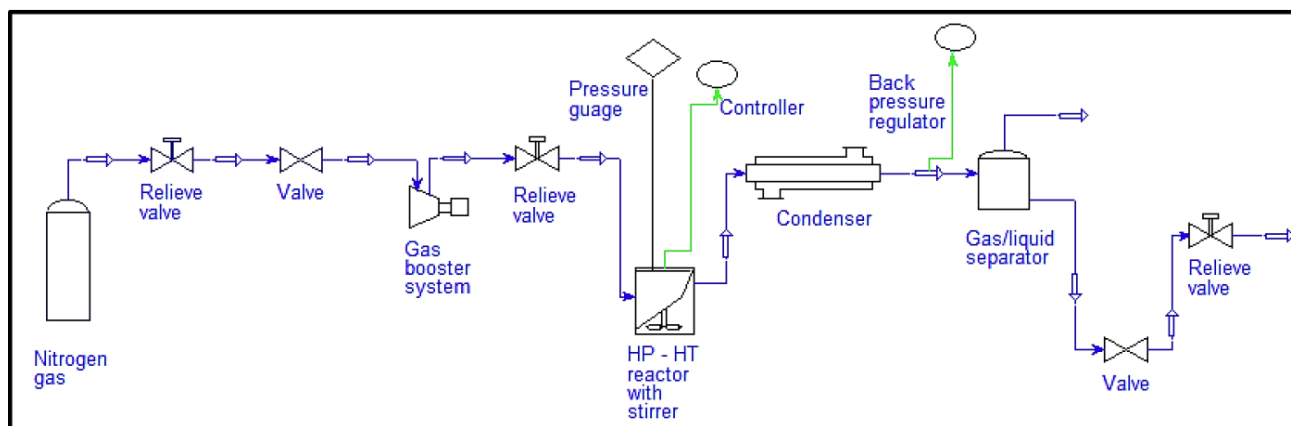 Nitrogen
gas
Relieve
valve
Valve
Gas
booster
system
Relieve
valve
Pressure
guage
Controller
HP - HT
reactor
with
stirrer
Condenser
Back
pressure
regulator
Gas/liquid
separator
Valve
Relieve
valve